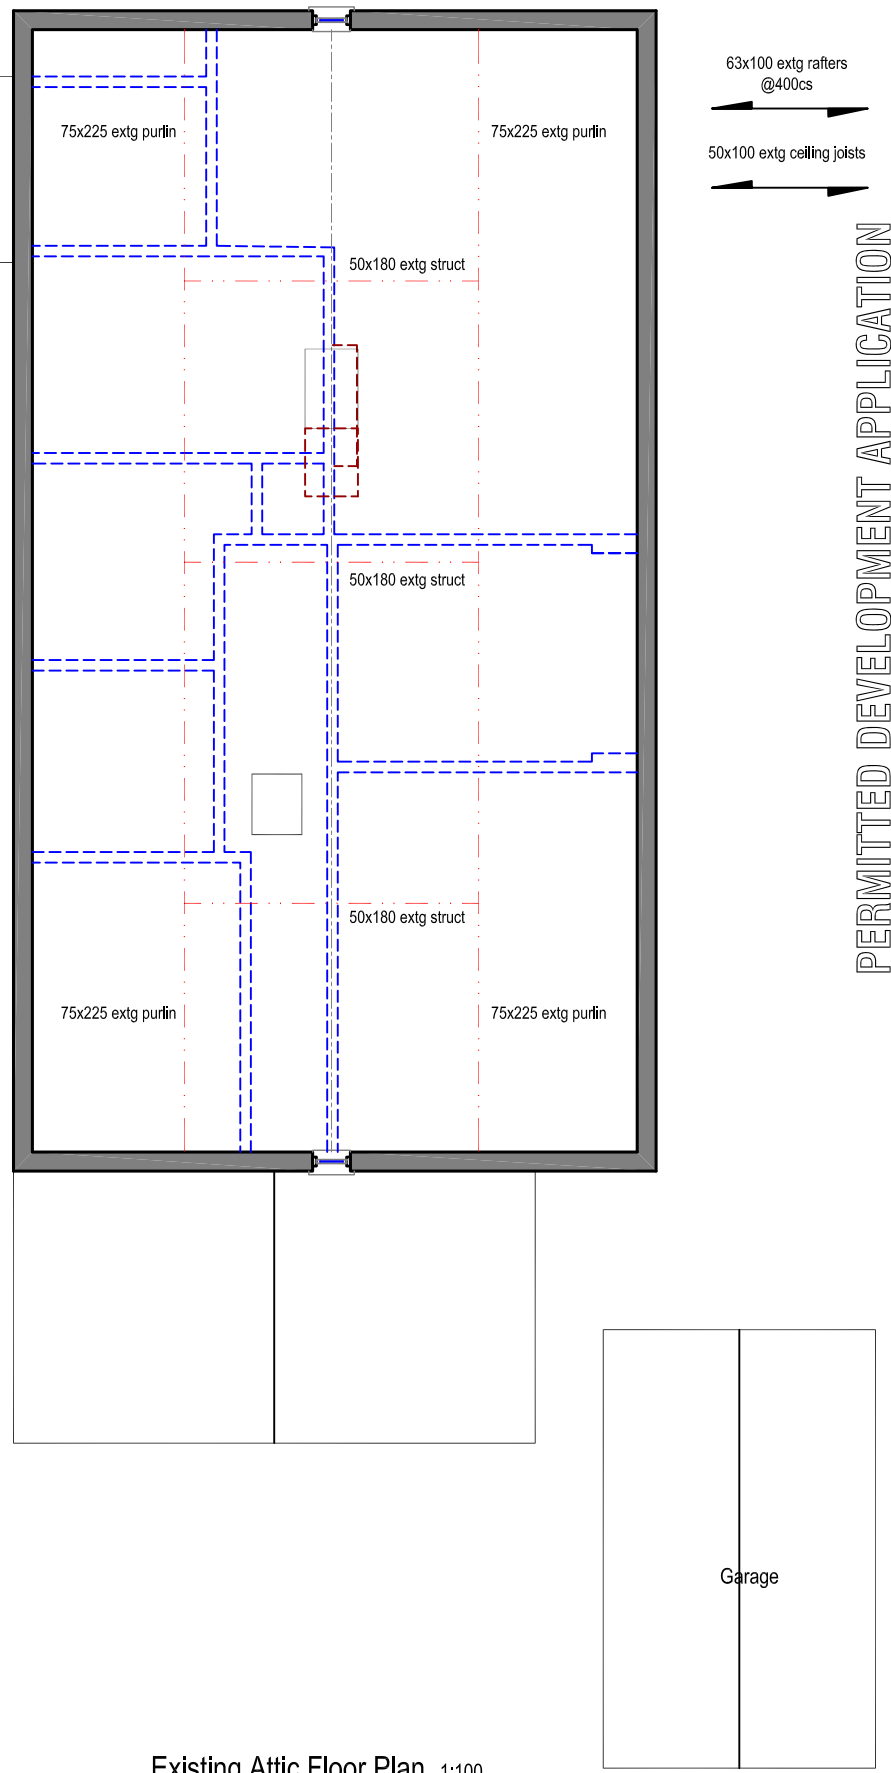 63x100 extg rafters
@400cs
75x225 extg purlin
75x225 extg purlin
50x100 extg ceiling joists
50x180 extg struct
PERMITTED DEVELOPMENT APPLICATION
50x180 extg struct
50x180 extg struct
75x225 extg purlin
75x225 extg purlin
Garage
Existing Attic Floor Plan 1:100